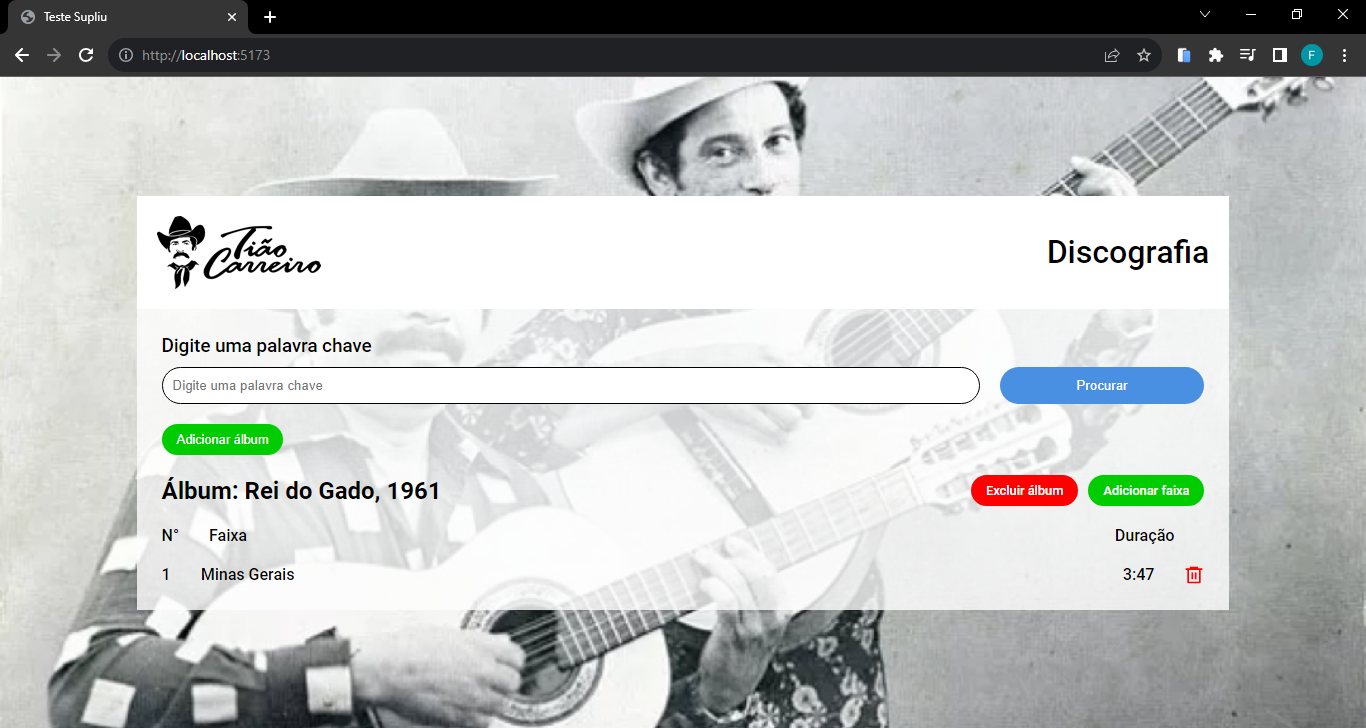 Teste Supliu
http://localhost:5173
F
Tião
Carreiro
Discografia
Digite uma palavra chave
Digite uma palavra chave
Procurar
Adicionar álbum
Álbum: Rei do Gado, 1961
Excluir álbum
Adicionar faixa
N° Faixa Duração
1 Minas Gerais 3:47